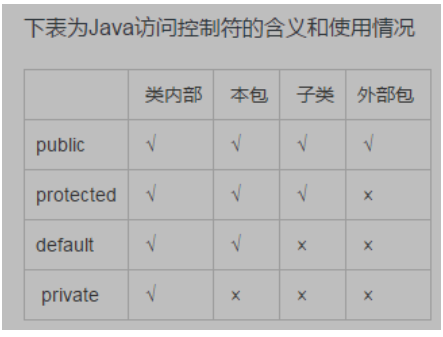 下表为Java访问控制符的含义和使用情况
类内部 本包 子类 外部包
public √ √ √ √
protected √ √ √ ×
default √ √ × ×
private √ × × ×